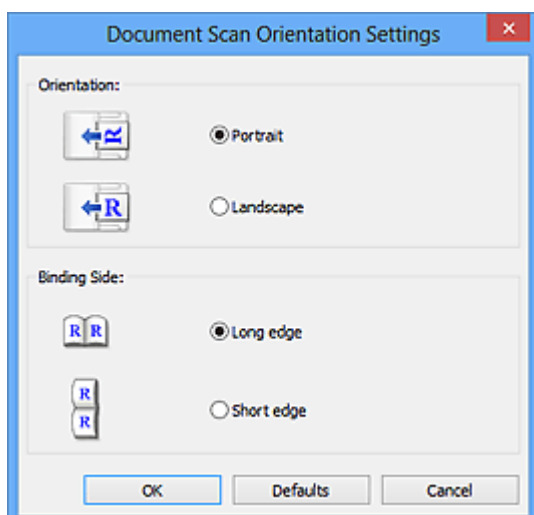 Document Scan Orientation Settings
Orientation:
R
Portrait
R
Landscape
Binding Side:
R R
Long edge
R
R
Short edge
OK Defaults Cancel